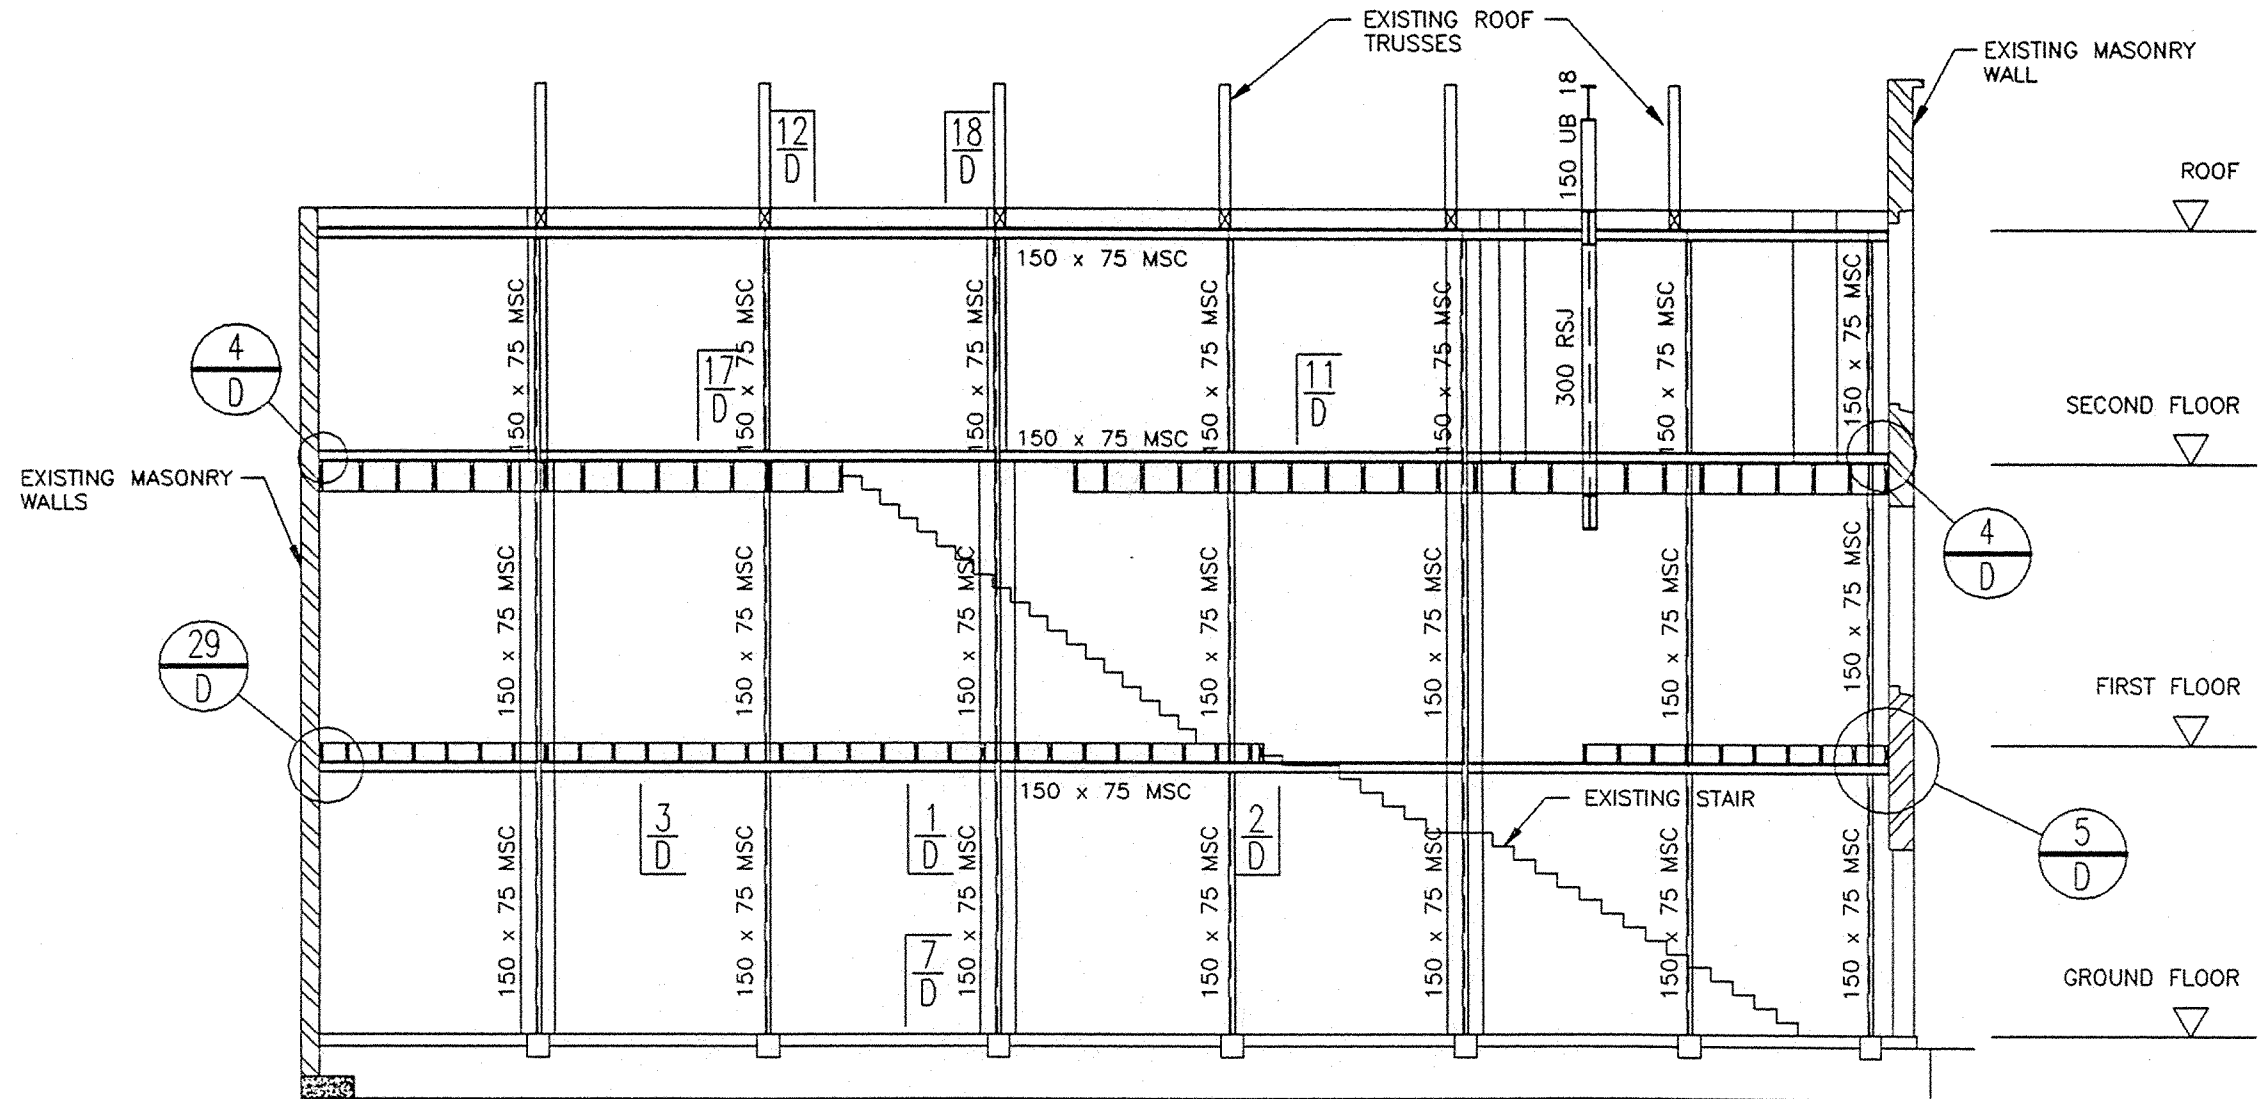 EXISTING ROOF
TRUSSES
EXISTING MASONRY
WALL
150 UB 18
12
D
18
D
ROOF
150 x 75 MSC
150 x 75 MSC
150 x 75 MSC
150 x 75 MSC
150 x 75 MSC
150 x 75 MSC
300 RSJ
150 x 75 MSC
150 x 75 MSC
4
D
17
D
11
D
SECOND FLOOR
150 x 75 MSC
EXISTING MASONRY
WALLS
4
D
150 x 75 MSC
150 x 75 MSC
150 x 75 MSC
150 x 75 MSC
150 x 75 MSC
150 x 75 MSC
150 x 75 MSC
29
D
FIRST FLOOR
150 x 75 MSC
EXISTING STAIR
3
D
1
D
2
D
5
D
150 x 75 MSC
150 x 75 MSC
150 x 75 MSC
150 x 75 MSC
150 x 75 MSC
150 x 75 MSC
150 x 75 MSC
7
D
GROUND FLOOR